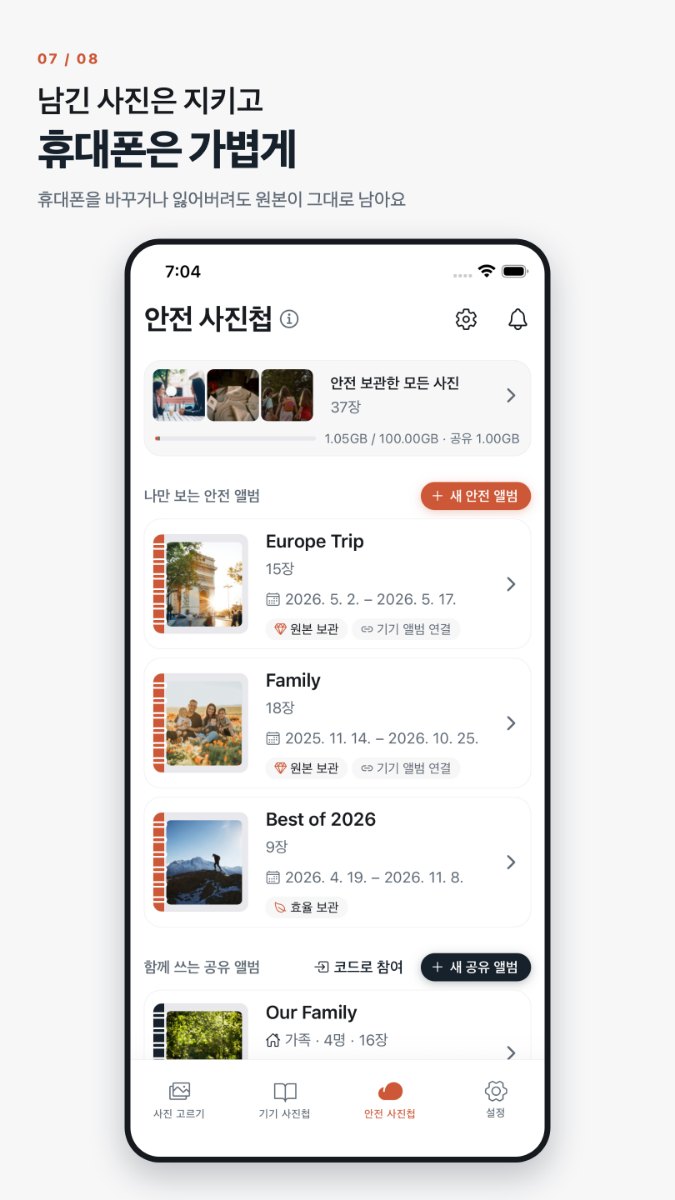 07 / 08
남긴 사진은 지키고
휴대폰은 가볍게
휴대폰을 바꾸거나 잃어버려도 원본이 그대로 남아요
7:04
안전 사진첩
안전 보관한 모든 사진
37장
1.05GB / 100.00GB · 공유 1.00GB
나만 보는 안전 앨범
+ 새 안전 앨범
Europe Trip
15장
2026. 5. 2. – 2026. 5. 17.
원본 보관 기기 앨범 연결
Family
18장
2025. 11. 14. – 2026. 10. 25.
원본 보관 기기 앨범 연결
Best of 2026
9장
2026. 4. 19. – 2026. 11. 8.
효율 보관
함께 쓰는 공유 앨범
코드로 참여
+ 새 공유 앨범
Our Family
가족 · 4명 · 16장
사진 고르기
기기 사진첩
안전 사진첩
설정